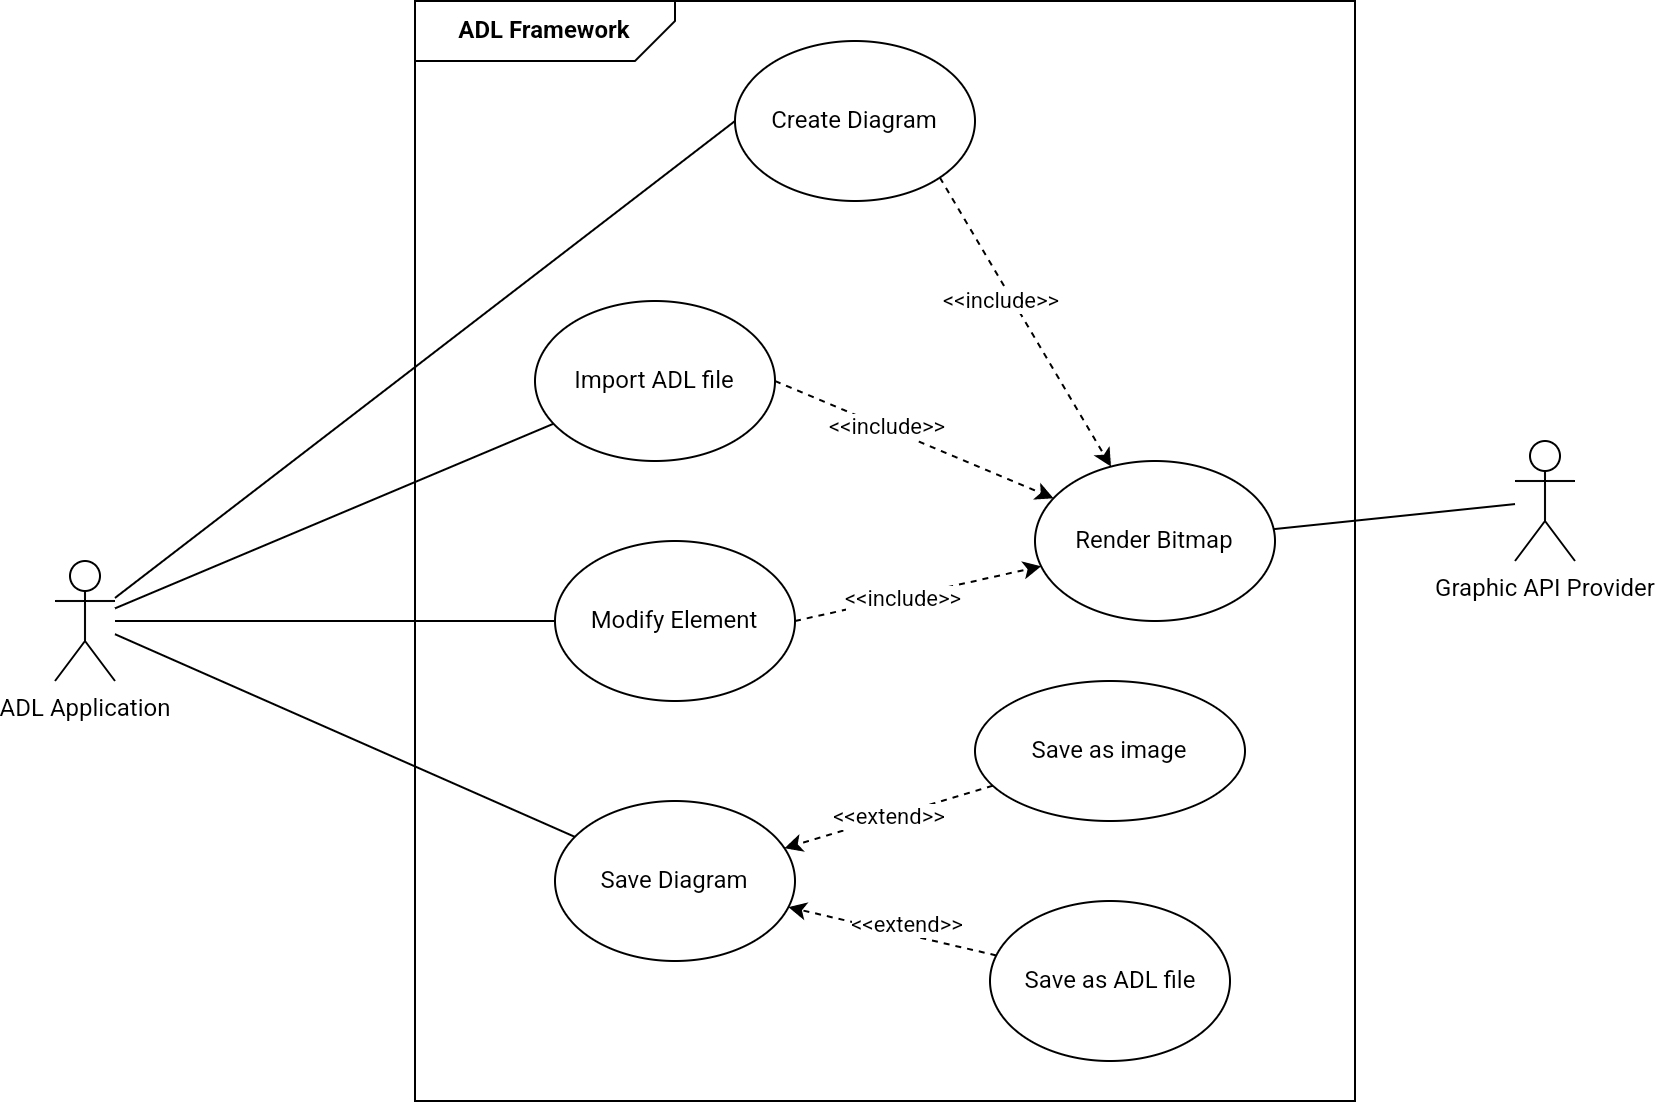 ADL Framework
Create Diagram
<<include>>
Import ADL file
<<include>>
Render Bitmap
Graphic API Provider
<<include>>
Modify Element
ADL Application
Save as image
<<extend>>
Save Diagram
<<extend>>
Save as ADL file